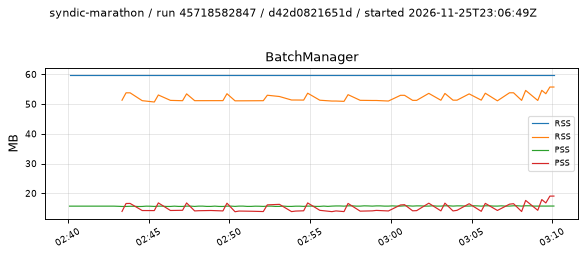 syndic-marathon / run 45718582847 / d42d0821651d / started 2026-11-25T23:06:49Z
BatchManager
MB
60
50
40
30
20
RSS
RSS
PSS
PSS
02:40
02:45
02:50
02:55
03:00
03:05
03:10